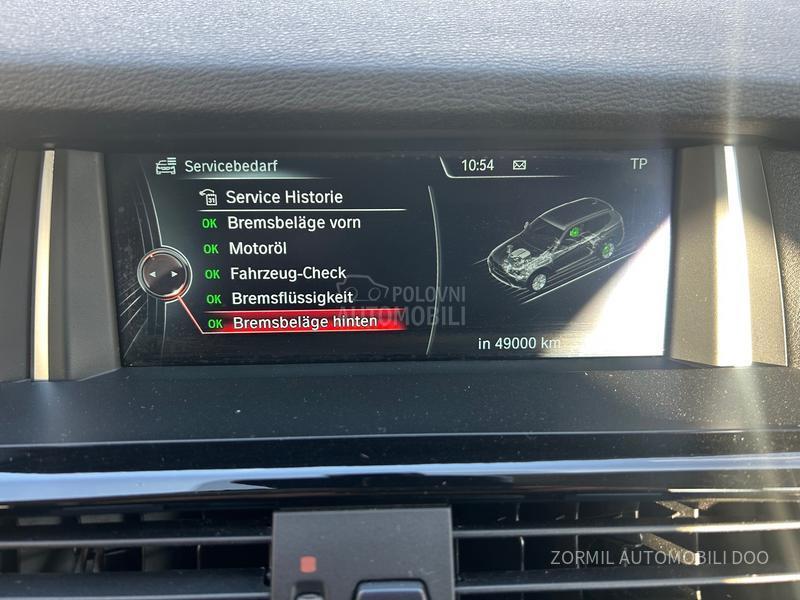 Servicebedarf
10:54
TP
Service Historie
OK Bremsbeläge vorn
OK Motoröl
OK Fahrzeug-Check
OK Bremsflüssigkeit
OK Bremsbeläge hinten
in 49000 km
POLOVNI
AUTOMOBILI
ZORMIL AUTOMOBILI DOO